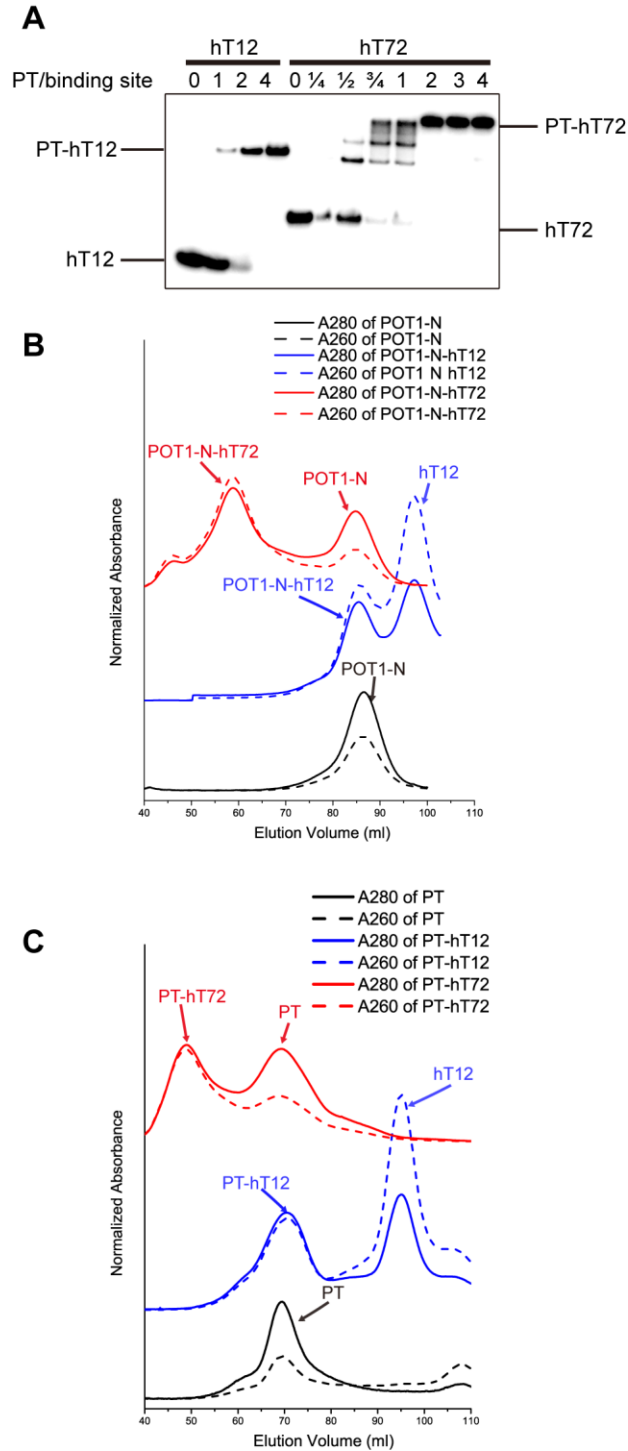 A
hT12 hT72
PT/binding site 0 1 2 4 0 ¼ ½ ¾ 1 2 3 4
PT-hT12
PT-hT72
hT12
hT72
B
A280 of POT1-N
A260 of POT1-N
A280 of POT1-N-hT12
A260 of POT1 N hT12
A280 of POT1-N-hT72
A260 of POT1-N-hT72
POT1-N-hT72
POT1-N
hT12
POT1-N-hT12
POT1-N
Normalized Absorbance
40 50 60 70 80 90 100 110
Elution Volume (ml)
C
A280 of PT
A260 of PT
A280 of PT-hT12
A260 of PT-hT12
A280 of PT-hT72
A260 of PT-hT72
PT-hT72
PT
hT12
PT-hT12
PT
Normalized Absorbance
40 50 60 70 80 90 100 110
Elution Volume (ml)